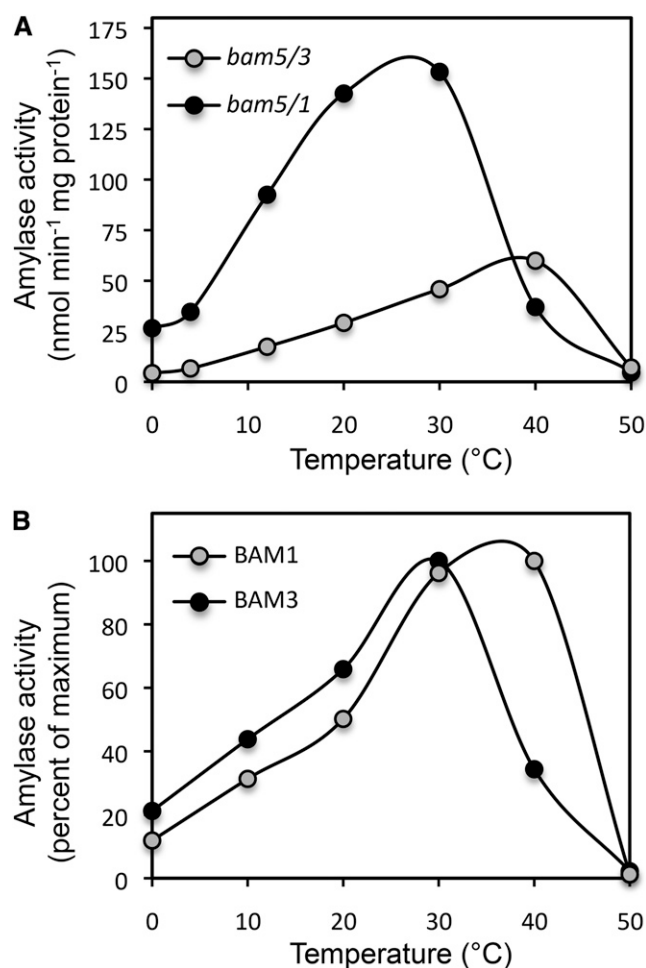 A
Amylase activity
(nmol min⁻¹ mg protein⁻¹)
175
150
125
100
75
50
25
0
bam5/3
bam5/1
0 10 20 30 40 50
Temperature (°C)
B
Amylase activity
(percent of maximum)
100
80
60
40
20
0
BAM1
BAM3
0 10 20 30 40 50
Temperature (°C)